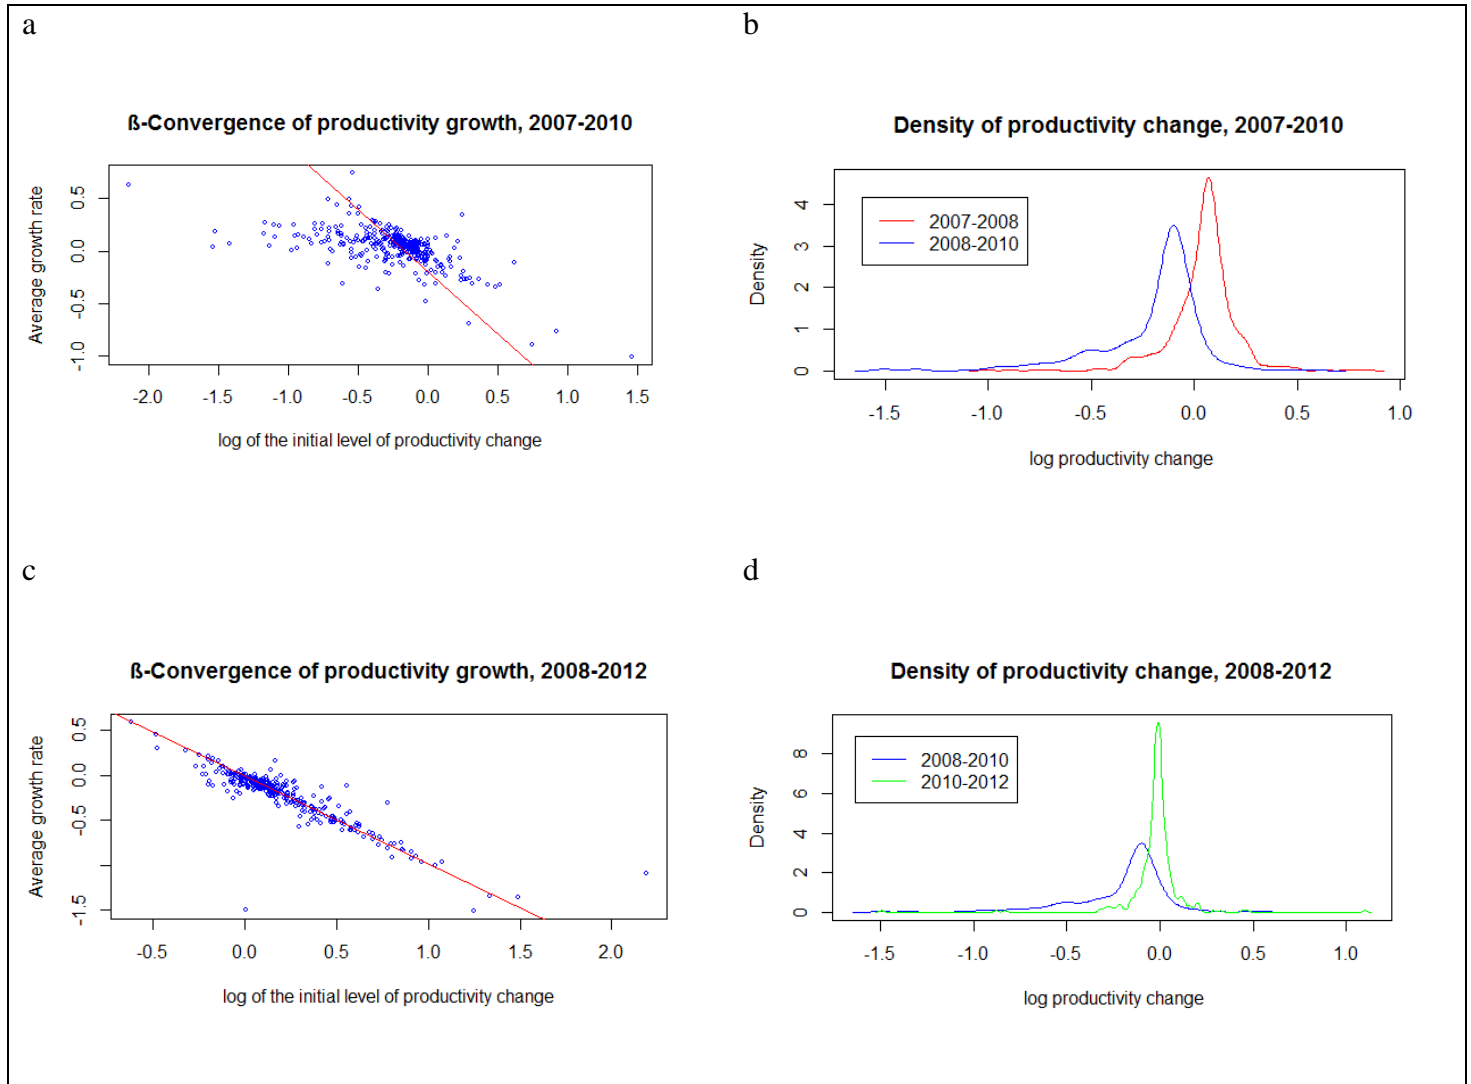 a
ß-Convergence of productivity growth, 2007-2010
Average growth rate
0.5
0.0
-0.5
-1.0
-2.0 -1.5 -1.0 -0.5 0.0 0.5 1.0 1.5
log of the initial level of productivity change
b
Density of productivity change, 2007-2010
2007-2008
2008-2010
Density
4
3
2
1
0
-1.5 -1.0 -0.5 0.0 0.5 1.0
log productivity change
c
ß-Convergence of productivity growth, 2008-2012
Average growth rate
0.5
0.0
-0.5
-1.5
-0.5 0.0 0.5 1.0 1.5 2.0
log of the initial level of productivity change
d
Density of productivity change, 2008-2012
2008-2010
2010-2012
Density
8
6
4
2
0
-1.5 -1.0 -0.5 0.0 0.5 1.0
log productivity change